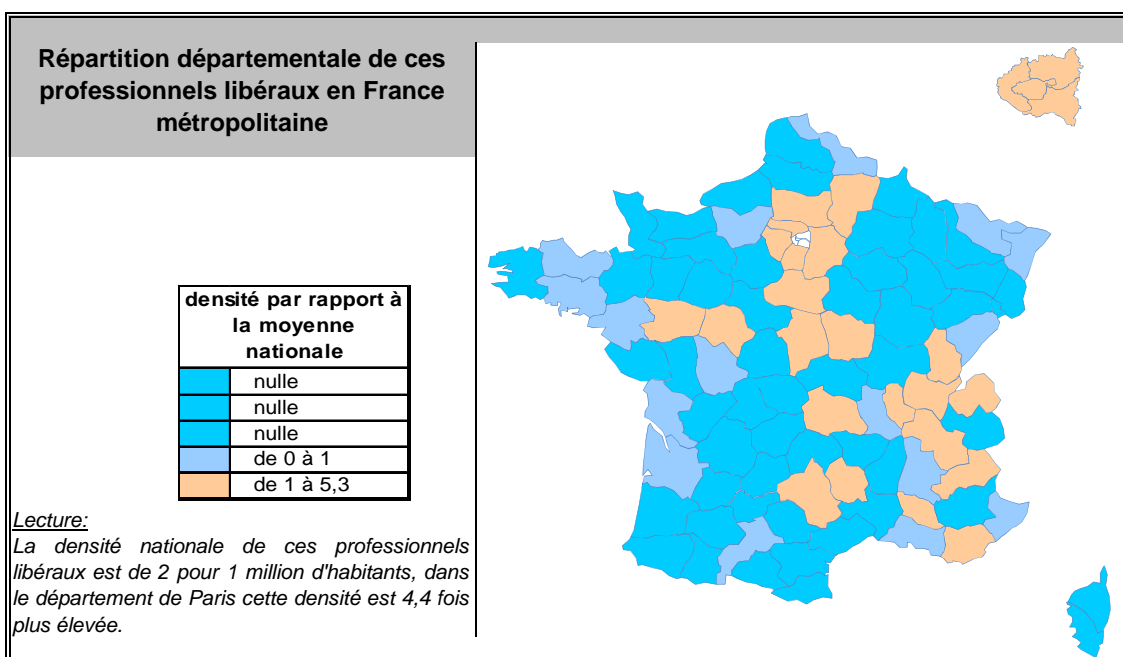 Répartition départementale de ces
professionnels libéraux en France
métropolitaine
densité par rapport à
la moyenne
nationale
nulle
nulle
nulle
de 0 à 1
de 1 à 5,3
Lecture:
La densité nationale de ces professionnels
libéraux est de 2 pour 1 million d'habitants, dans
le département de Paris cette densité est 4,4 fois
plus élevée.